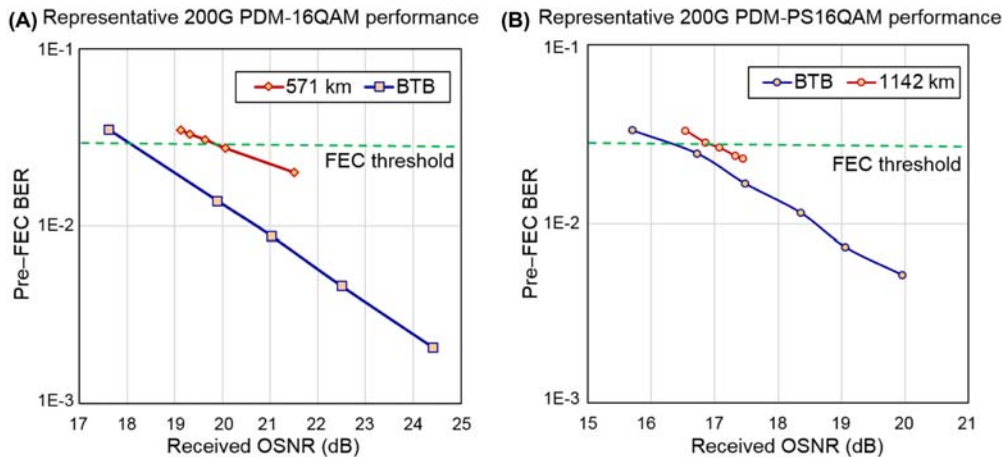 (A) Representative 200G PDM-16QAM performance
1E-1
571 km BTB
FEC threshold
1E-2
1E-3
Pre–FEC BER
17 18 19 20 21 22 23 24 25
Received OSNR (dB)
(B) Representative 200G PDM-PS16QAM performance
1E-1
BTB 1142 km
FEC threshold
1E-2
1E-3
Pre–FEC BER
15 16 17 18 19 20 21
Received OSNR (dB)